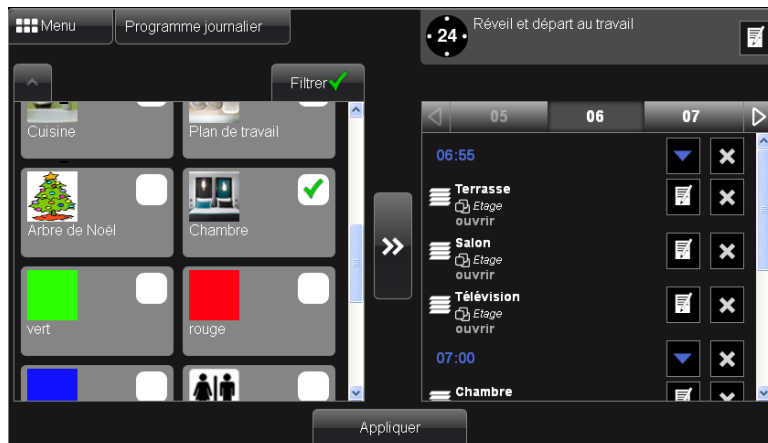 Menu
Programme journalier
24
Réveil et départ au travail
Filtrer
05
06
07
Cuisine
Plan de travail
Arbre de Noël
Chambre
vert
rouge
06:55
Terrasse
Etage
ouvrir
Salon
Etage
ouvrir
Télévision
Etage
ouvrir
07:00
Chambre
Appliquer